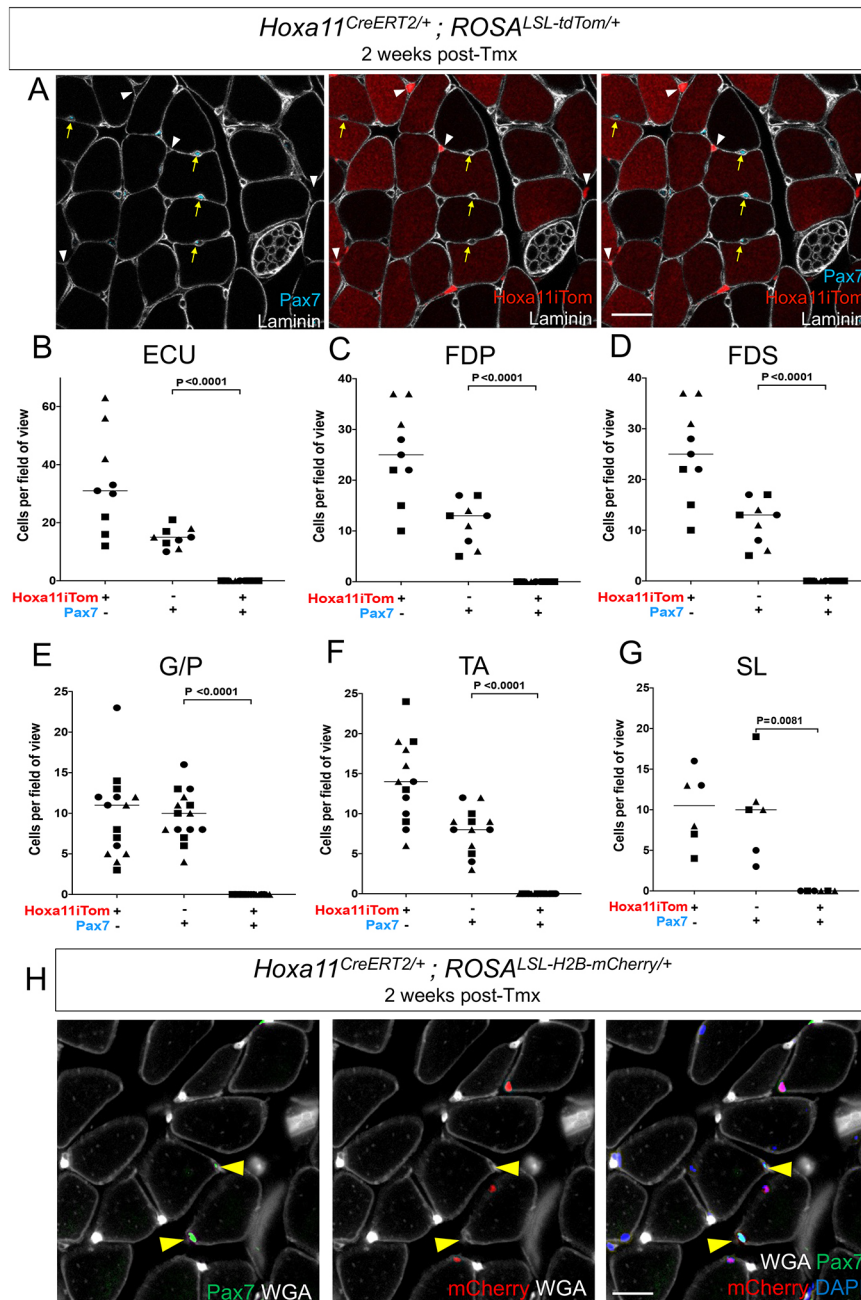 Hoxa11CreERT2/+ ; ROSALSL-tdTom/+
2 weeks post-Tmx
A
Pax7
Laminin
Hoxa11iTom
Laminin
Pax7
Hoxa11iTom
Laminin
B
ECU
Cells per field of view
60
40
20
0
P <0.0001
Hoxa11iTom + - +
Pax7 - + +
C
FDP
Cells per field of view
40
30
20
10
0
P <0.0001
+ - +
- + +
D
FDS
Cells per field of view
40
30
20
10
0
P <0.0001
+ - +
- + +
E
G/P
Cells per field of view
25
20
15
10
5
0
P <0.0001
Hoxa11iTom + - +
Pax7 - + +
F
TA
Cells per field of view
25
20
15
10
5
0
P <0.0001
Hoxa11iTom + - +
Pax7 - + +
G
SL
Cells per field of view
25
20
15
10
5
0
P=0.0081
Hoxa11iTom + - +
Pax7 - + +
H
Hoxa11CreERT2/+ ; ROSALSL-H2B-mCherry/+
2 weeks post-Tmx
Pax7 WGA
mCherry WGA
WGA Pax7
mCherry DAPI